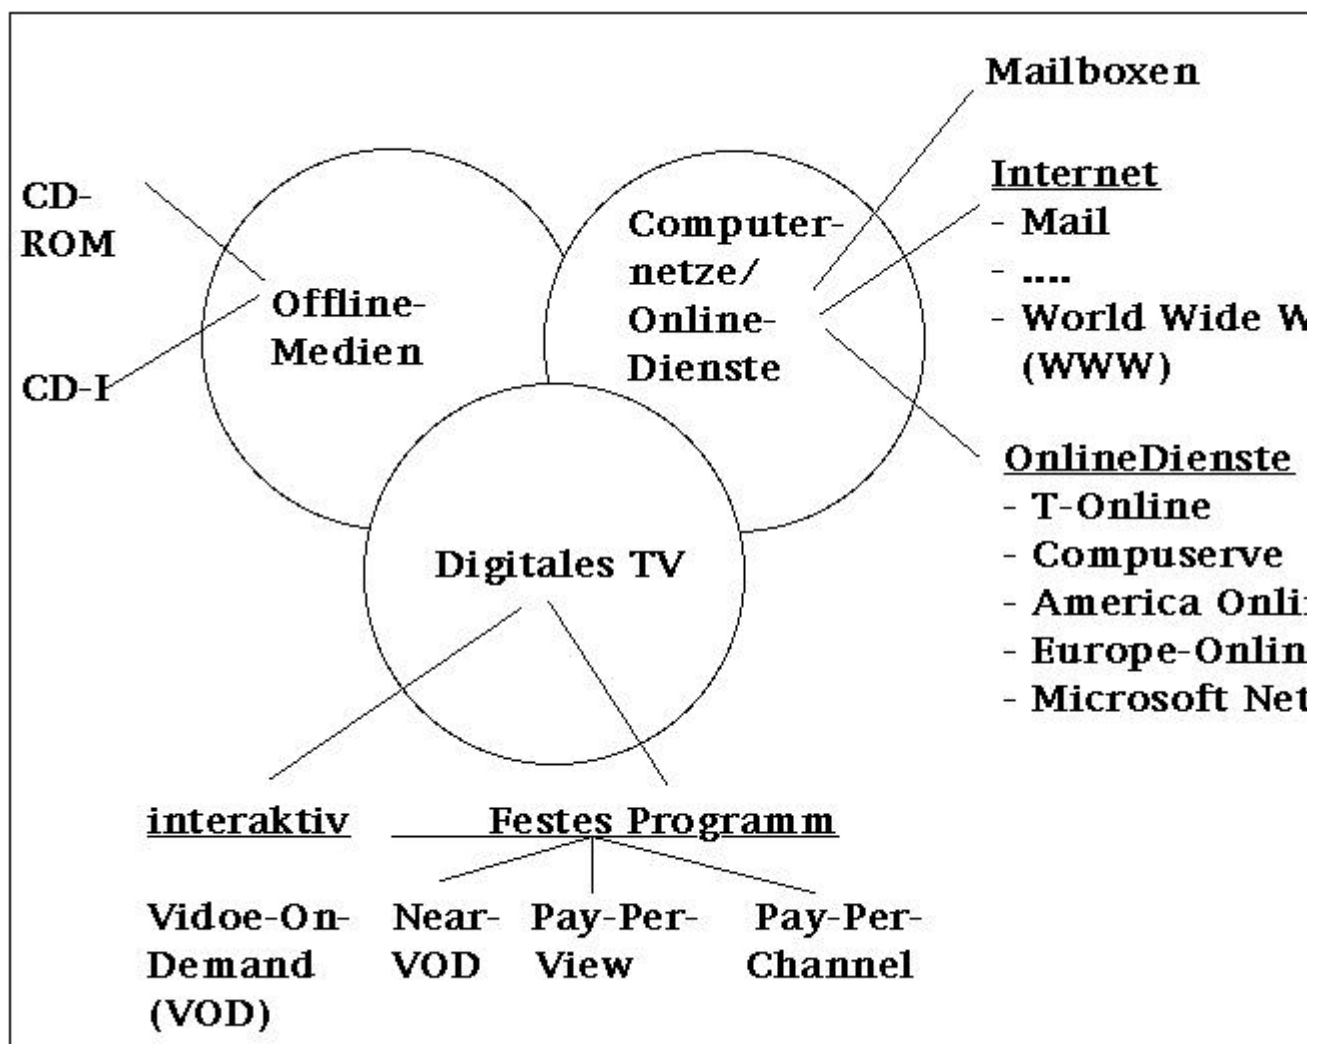 Mailboxen
CD-
ROM
CD-I
Offline-
Medien
Computer-
netze/
Online-
Dienste
Internet
- Mail
- ....
- World Wide W
(WWW)
OnlineDienste
- T-Online
- Compuserve
- America Onli
- Europe-Onlin
- Microsoft Net
Digitales TV
interaktiv
Festes Programm
Vidoe-On-
Demand
(VOD)
Near-
VOD
Pay-Per-
View
Pay-Per-
Channel